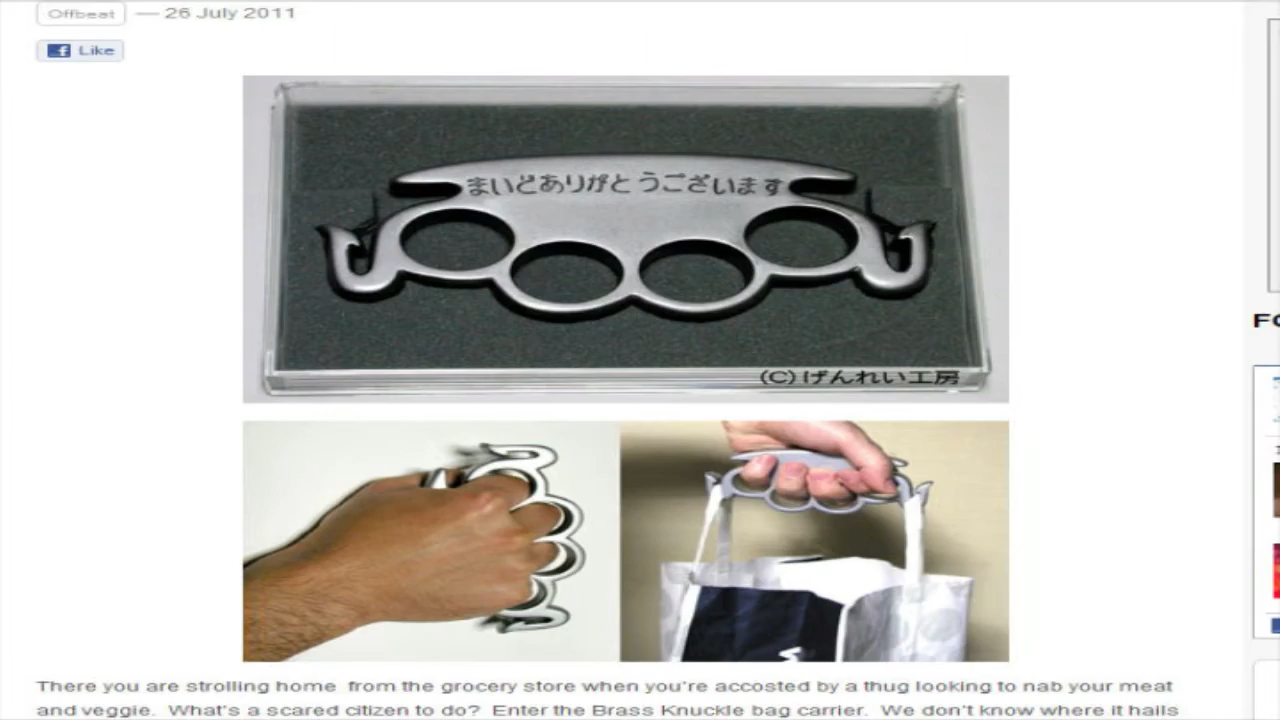 Offbeat — 26 July 2011
Like
まいどありがとうございます
(C)げんれい工房
There you are strolling home from the grocery store when you're accosted by a thug looking to nab your meat
and veggie. What's a scared citizen to do? Enter the Brass Knuckle bag carrier. We don't know where it hails